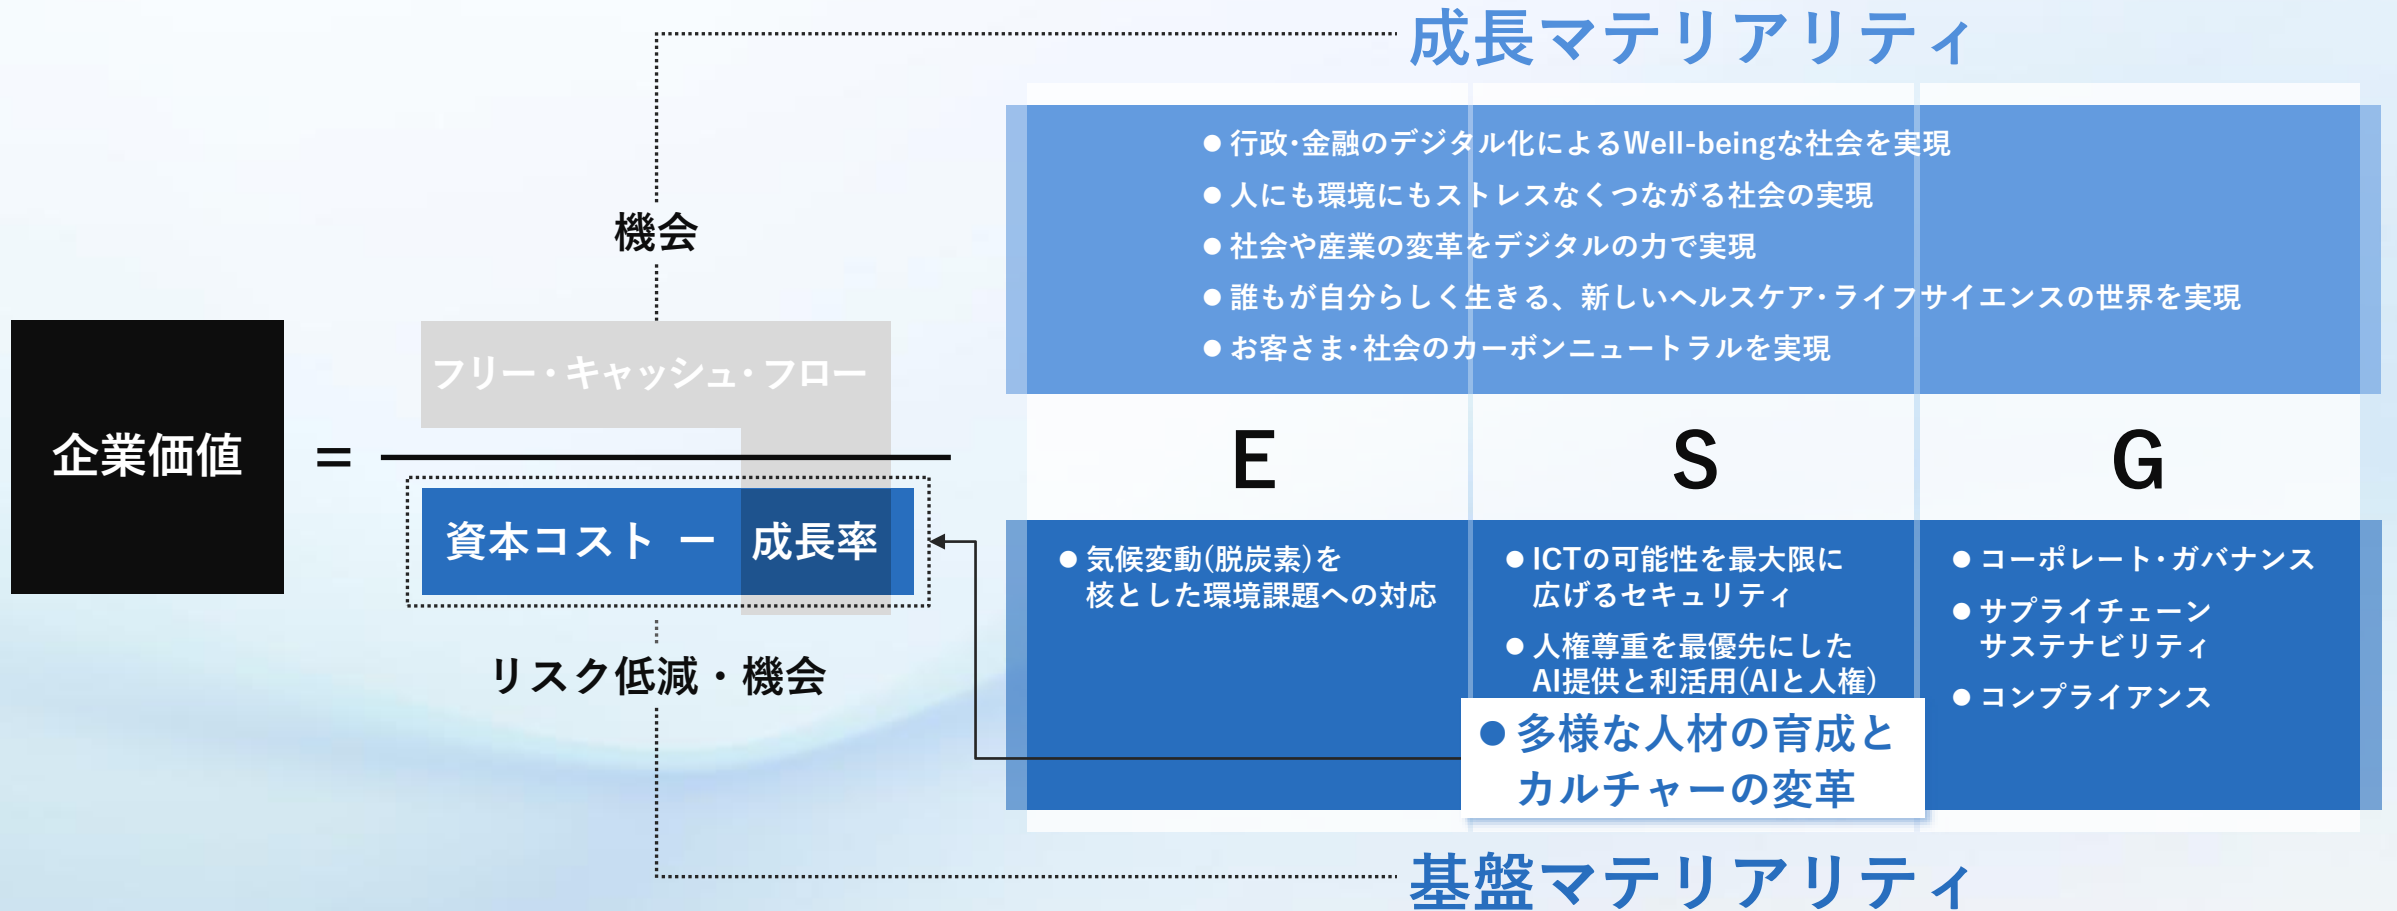 成長マテリアリティ
● 行政・金融のデジタル化によるWell-beingな社会を実現
● 人にも環境にもストレスなくつながる社会の実現
● 社会や産業の変革をデジタルの力で実現
● 誰もが自分らしく生きる、新しいヘルスケア・ライフサイエンスの世界を実現
● お客さま・社会のカーボンニュートラルを実現
機会
フリー・キャッシュ・フロー
企業価値
=
資本コスト − 成長率
リスク低減・機会
E
S
G
● 気候変動(脱炭素)を
核とした環境課題への対応
● ICTの可能性を最大限に
広げるセキュリティ
● 人権尊重を最優先にした
AI提供と利活用(AIと人権)
● 多様な人材の育成と
カルチャーの変革
● コーポレート・ガバナンス
● サプライチェーン
サステナビリティ
● コンプライアンス
基盤マテリアリティ